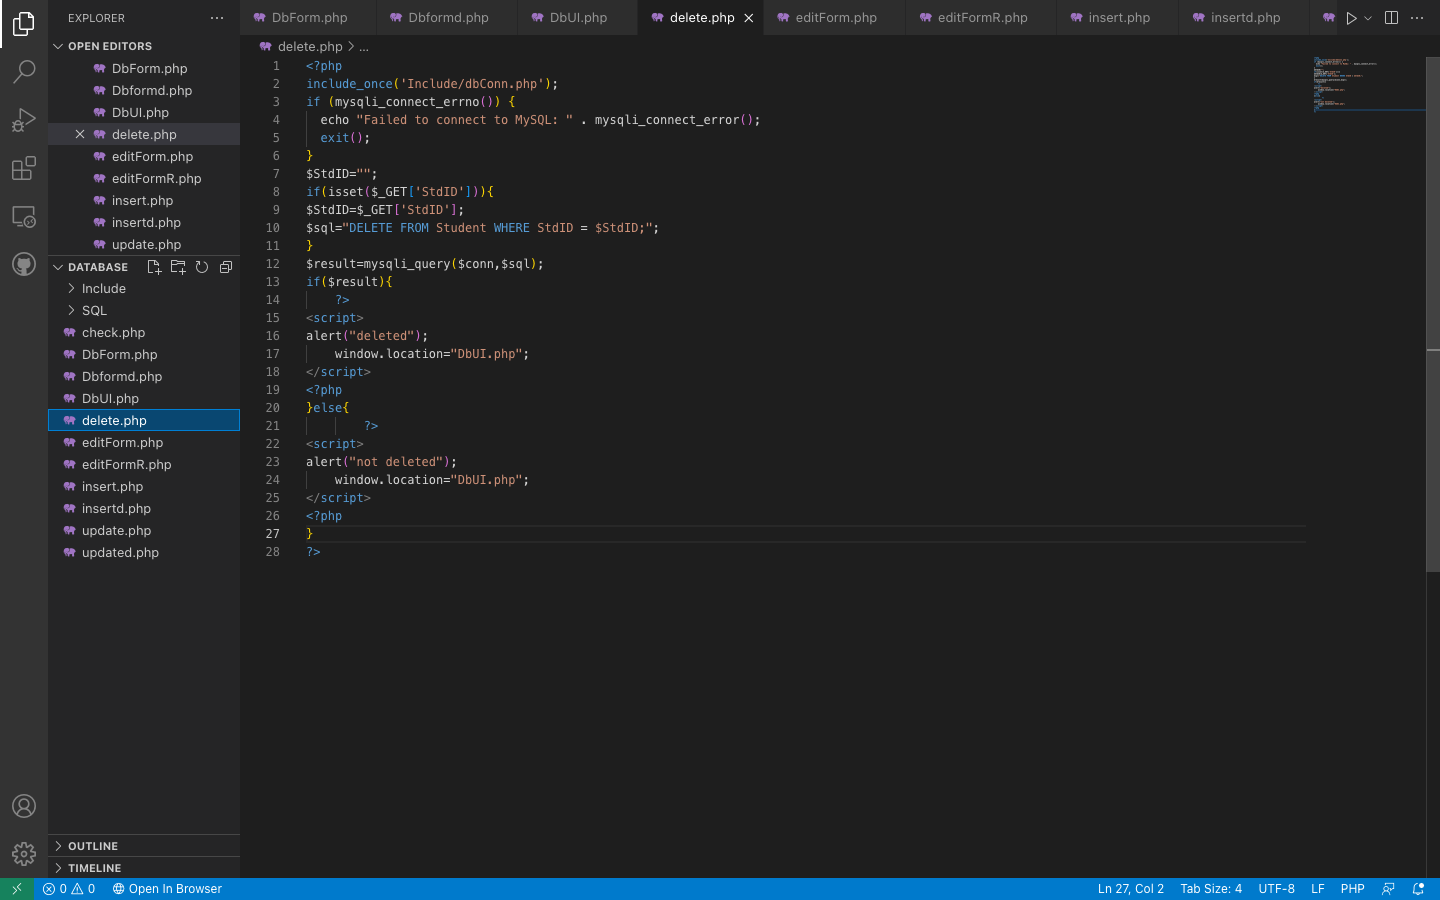 DbForm.php Dbformd.php DbUI.php delete.php editForm.php editFormR.php insert.php insertd.php
EXPLORER
OPEN EDITORS
DbForm.php
Dbformd.php
DbUI.php
delete.php
editForm.php
editFormR.php
insert.php
insertd.php
update.php
DATABASE
Include
SQL
check.php
DbForm.php
Dbformd.php
DbUI.php
delete.php
editForm.php
editFormR.php
insert.php
insertd.php
update.php
updated.php
OUTLINE
TIMELINE
delete.php > ...
1 <?php
2 include_once('Include/dbConn.php');
3 if (mysqli_connect_errno()) {
4   echo "Failed to connect to MySQL: " . mysqli_connect_error();
5   exit();
6 }
7 $StdID="";
8 if(isset($_GET['StdID'])){
9 $StdID=$_GET['StdID'];
10 $sql="DELETE FROM Student WHERE StdID = $StdID;";
11 }
12 $result=mysqli_query($conn,$sql);
13 if($result){
14     ?>
15 <script>
16 alert("deleted");
17     window.location="DbUI.php";
18 </script>
19 <?php
20 }else{
21         ?>
22 <script>
23 alert("not deleted");
24     window.location="DbUI.php";
25 </script>
26 <?php
27 }
28 ?>
0 0 Open In Browser Ln 27, Col 2 Tab Size: 4 UTF-8 LF PHP